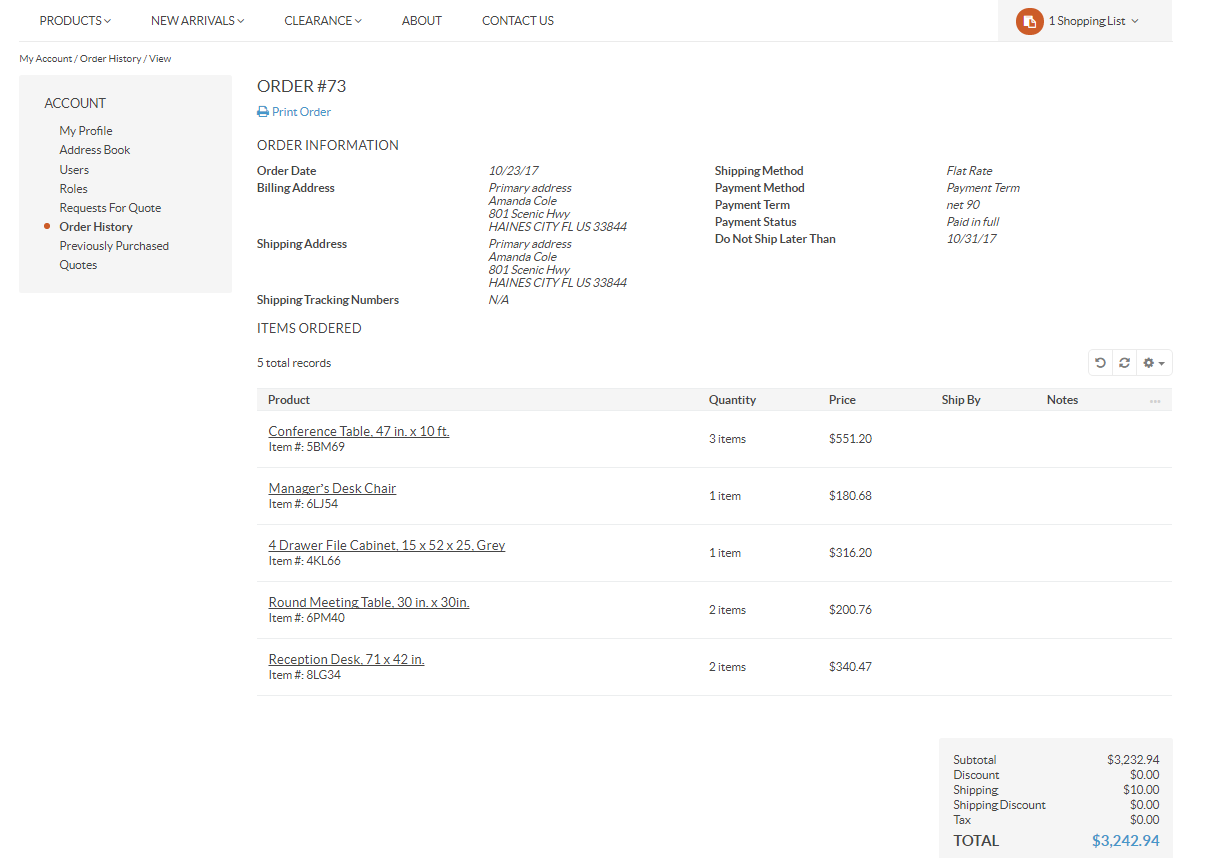 PRODUCTS NEW ARRIVALS CLEARANCE ABOUT CONTACT US 1 Shopping List
My Account / Order History / View
ACCOUNT
My Profile
Address Book
Users
Roles
Requests For Quote
Order History
Previously Purchased
Quotes
ORDER #73
Print Order
ORDER INFORMATION
Order Date 10/23/17
Billing Address Primary address
Amanda Cole
801 Scenic Hwy
HAINES CITY FL US 33844
Shipping Address Primary address
Amanda Cole
801 Scenic Hwy
HAINES CITY FL US 33844
Shipping Tracking Numbers N/A
Shipping Method Flat Rate
Payment Method Payment Term
Payment Term net 90
Payment Status Paid in full
Do Not Ship Later Than 10/31/17
ITEMS ORDERED
5 total records
Product Quantity Price Ship By Notes
Conference Table, 47 in. x 10 ft.
Item #: 5BM69
3 items $551.20
Manager’s Desk Chair
Item #: 6LJ54
1 item $180.68
4 Drawer File Cabinet, 15 x 52 x 25, Grey
Item #: 4KL66
1 item $316.20
Round Meeting Table, 30 in. x 30in.
Item #: 6PM40
2 items $200.76
Reception Desk, 71 x 42 in.
Item #: 8LG34
2 items $340.47
Subtotal $3,232.94
Discount $0.00
Shipping $10.00
Shipping Discount $0.00
Tax $0.00
TOTAL $3,242.94